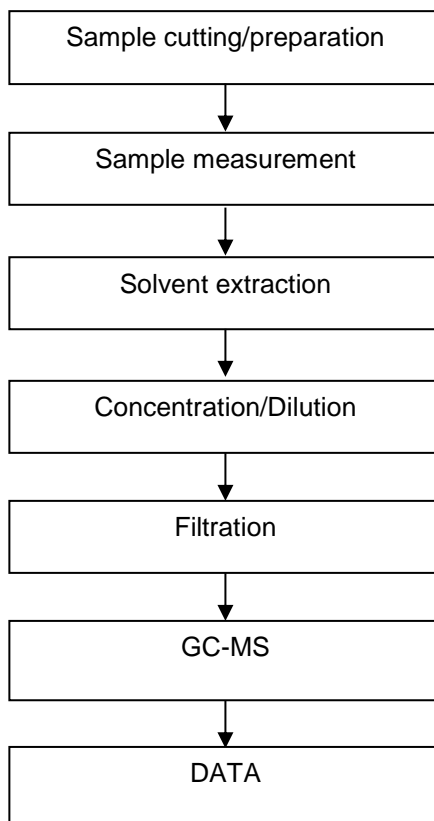 Sample cutting/preparation
Sample measurement
Solvent extraction
Concentration/Dilution
Filtration
GC-MS
DATA